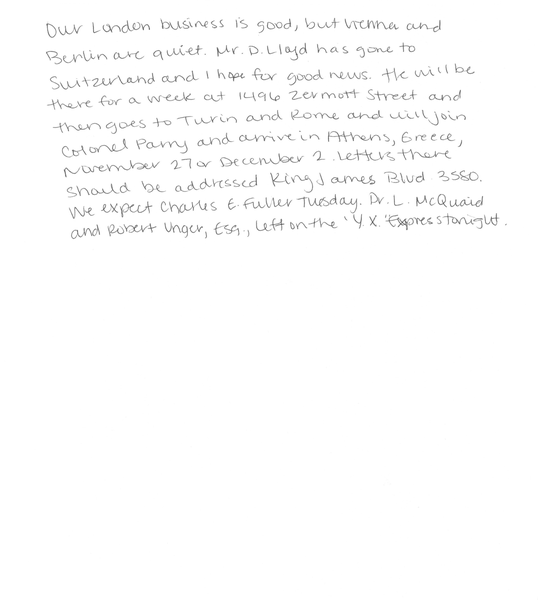 Our London business is good, but Vienna and
Berlin are quiet. Mr. D. Lloyd has gone to
Switzerland and I hope for good news. He will be
there for a week at 1496 Zermott Street and
then goes to Turin and Rome and will join
Colonel Parry and arrive in Athens, Greece,
November 27 or December 2. Letters there
should be addressed King James Blvd 3580.
We expect Charles E. Fuller Tuesday. Dr. L. McQuaid
and Robert Unger, Esq., left on the 'Y.X.' Express tonight.